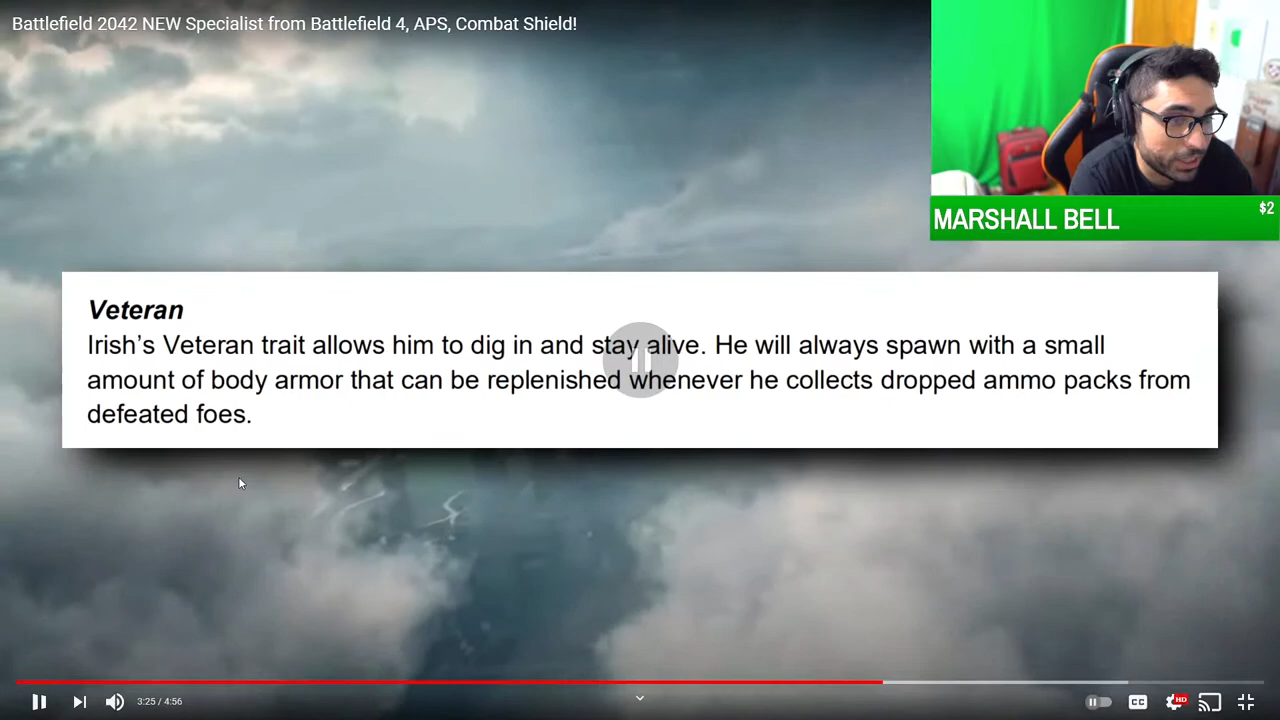 Battlefield 2042 NEW Specialist from Battlefield 4, APS, Combat Shield!
MARSHALL BELL
$2
Veteran
Irish's Veteran trait allows him to dig in and stay alive. He will always spawn with a small
amount of body armor that can be replenished whenever he collects dropped ammo packs from
defeated foes.
3:25 / 4:56
CC
HD